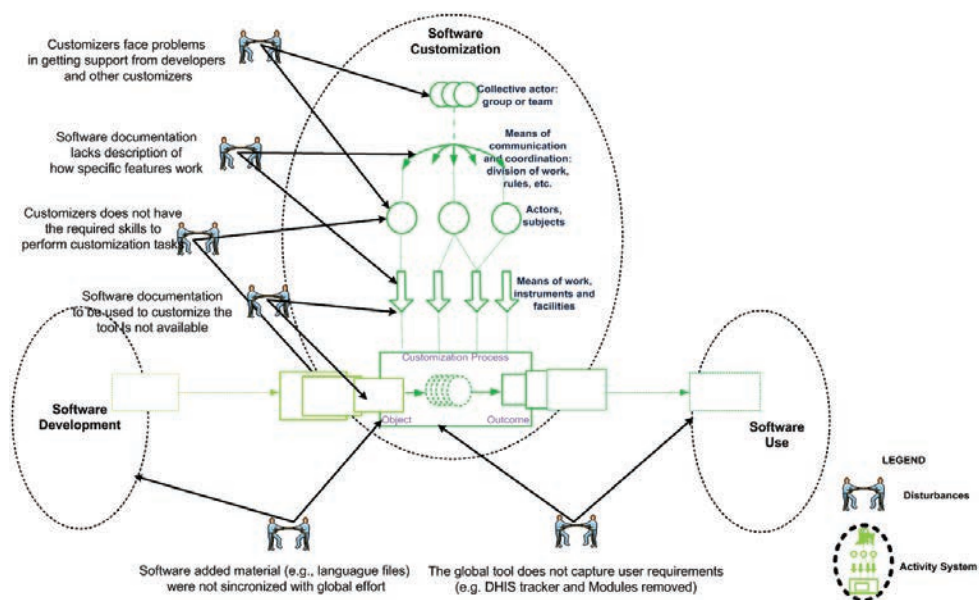 Customizers face problems
in getting support from developers
and other customizers
Software
Customization
Collective actor:
group or team
Software documentation
lacks description of
how specific features work
Means of
communication
and coordination:
division of work,
rules, etc.
Customizers does not have
the required skills to
perform customization task
Actors,
subjects
Software documentation
to be used to customize the
tool Is not available
Means of work,
instruments and
facilities
Customization Process
Object
Outcome
Software
Development
Software
Use
LEGEND
Disturbances
Activity System
Software added material (e.g., languague files)
were not sincronized with global effort
The global tool does not capture user requirements
(e.g. DHIS tracker and Modules removed)